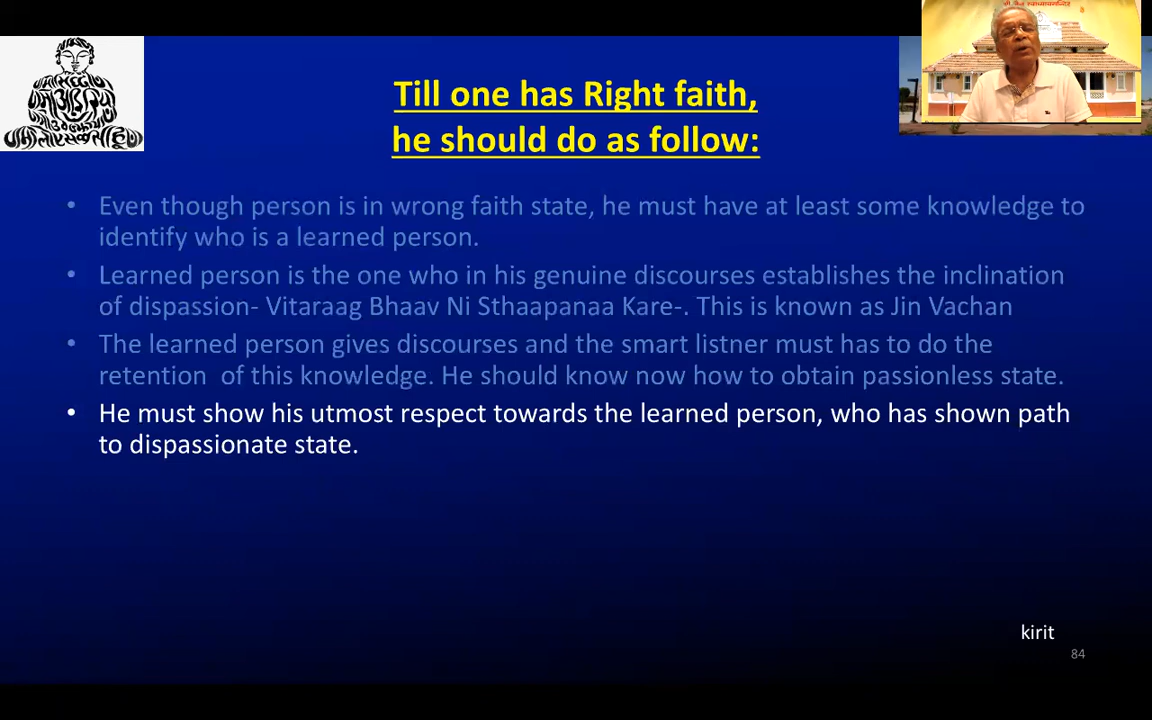 Till one has Right faith,
he should do as follow:
• Even though person is in wrong faith state, he must have at least some knowledge to
identify who is a learned person.
• Learned person is the one who in his genuine discourses establishes the inclination
of dispassion- Vitaraag Bhaav Ni Sthaapanaa Kare-. This is known as Jin Vachan
• The learned person gives discourses and the smart listner must has to do the
retention of this knowledge. He should know now how to obtain passionless state.
• He must show his utmost respect towards the learned person, who has shown path
to dispassionate state.
kirit
84